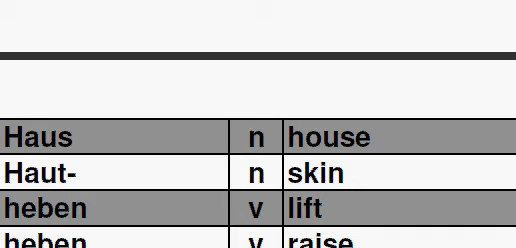 Haus n house
Haut- n skin
heben v lift
heben v raise